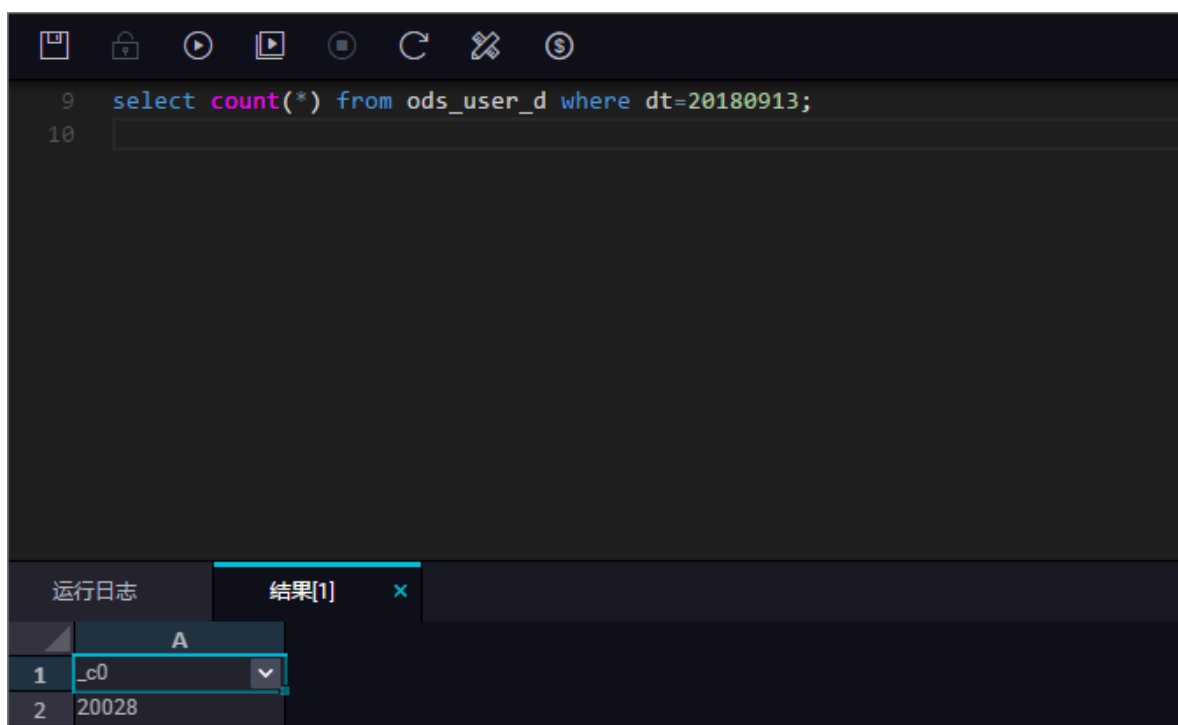 9 select count(*) from ods_user_d where dt=20180913;
10
运行日志 结果[1] ×
A
1 _c0
2 20028